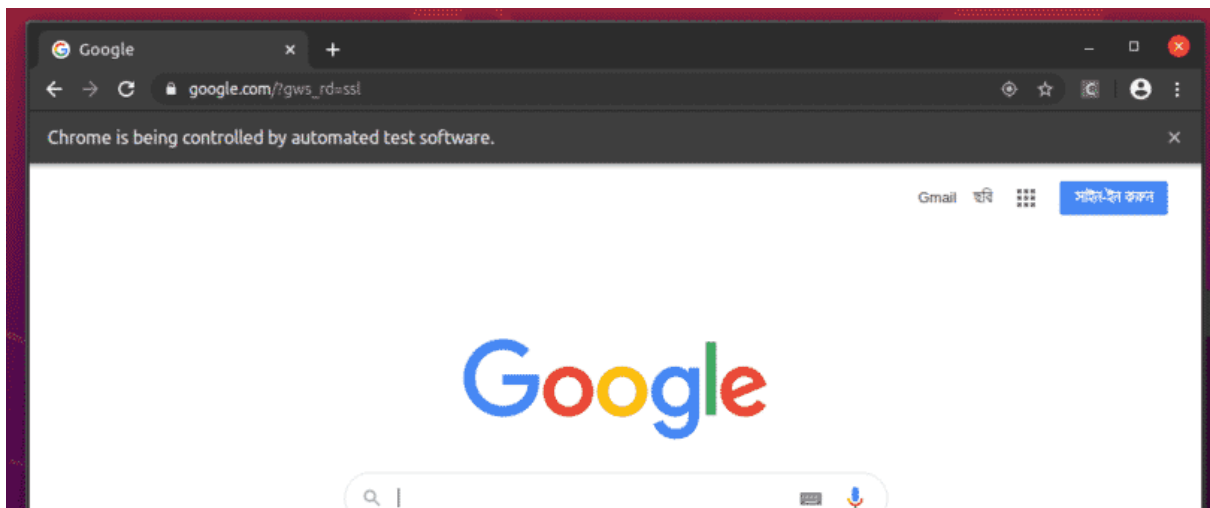 Google
google.com/?gws_rd=ssl
Chrome is being controlled by automated test software.
Gmail ছবি সাইন-ইন করুন
Google